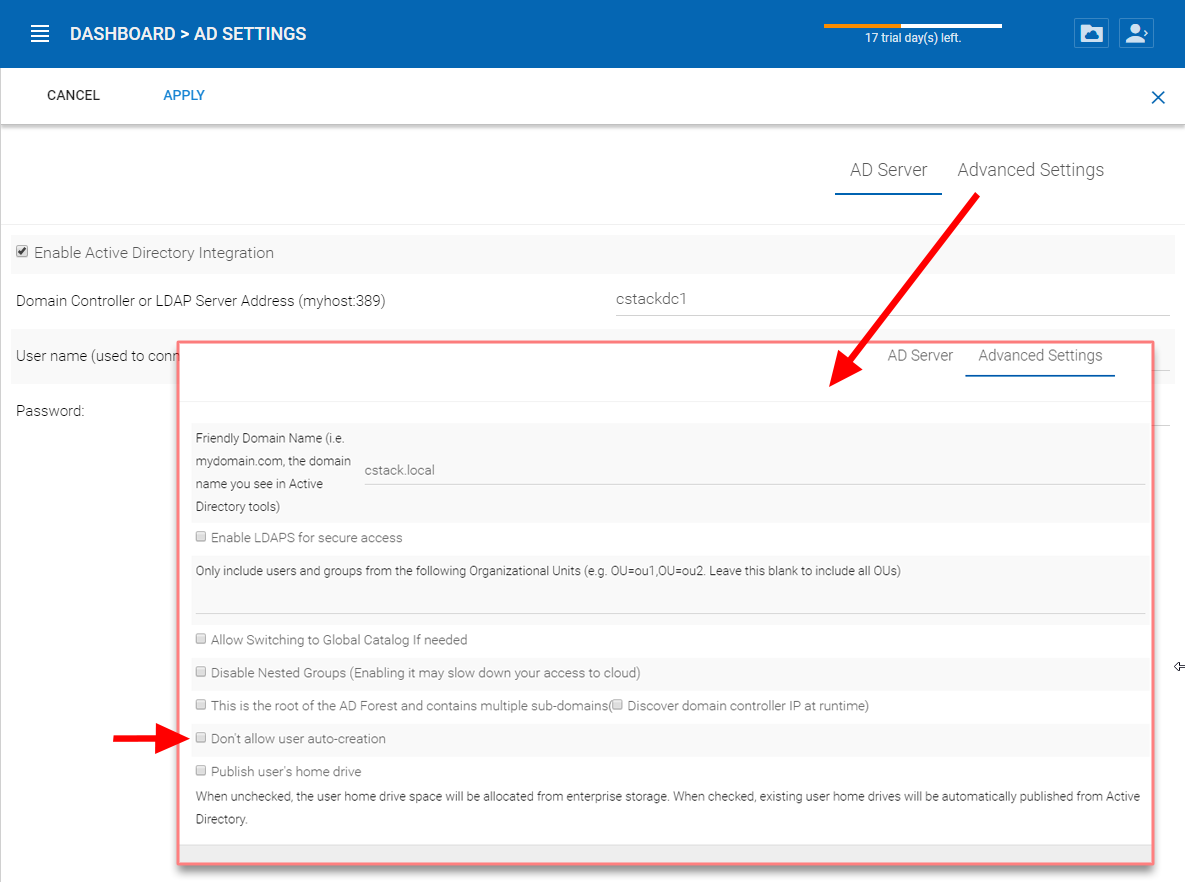 DASHBOARD > AD SETTINGS
17 trial day(s) left.
CANCEL
APPLY
AD Server
Advanced Settings
Enable Active Directory Integration
Domain Controller or LDAP Server Address (myhost:389)
cstackdc1
User name (used to conn
Password:
AD Server
Advanced Settings
Friendly Domain Name (i.e.
mydomain.com, the domain
name you see in Active
Directory tools)
cstack.local
Enable LDAPS for secure access
Only include users and groups from the following Organizational Units (e.g. OU=ou1,OU=ou2. Leave this blank to include all OUs)
Allow Switching to Global Catalog If needed
Disable Nested Groups (Enabling it may slow down your access to cloud)
This is the root of the AD Forest and contains multiple sub-domains( Discover domain controller IP at runtime)
Don't allow user auto-creation
Publish user's home drive
When unchecked, the user home drive space will be allocated from enterprise storage. When checked, existing user home drives will be automatically published from Active
Directory.